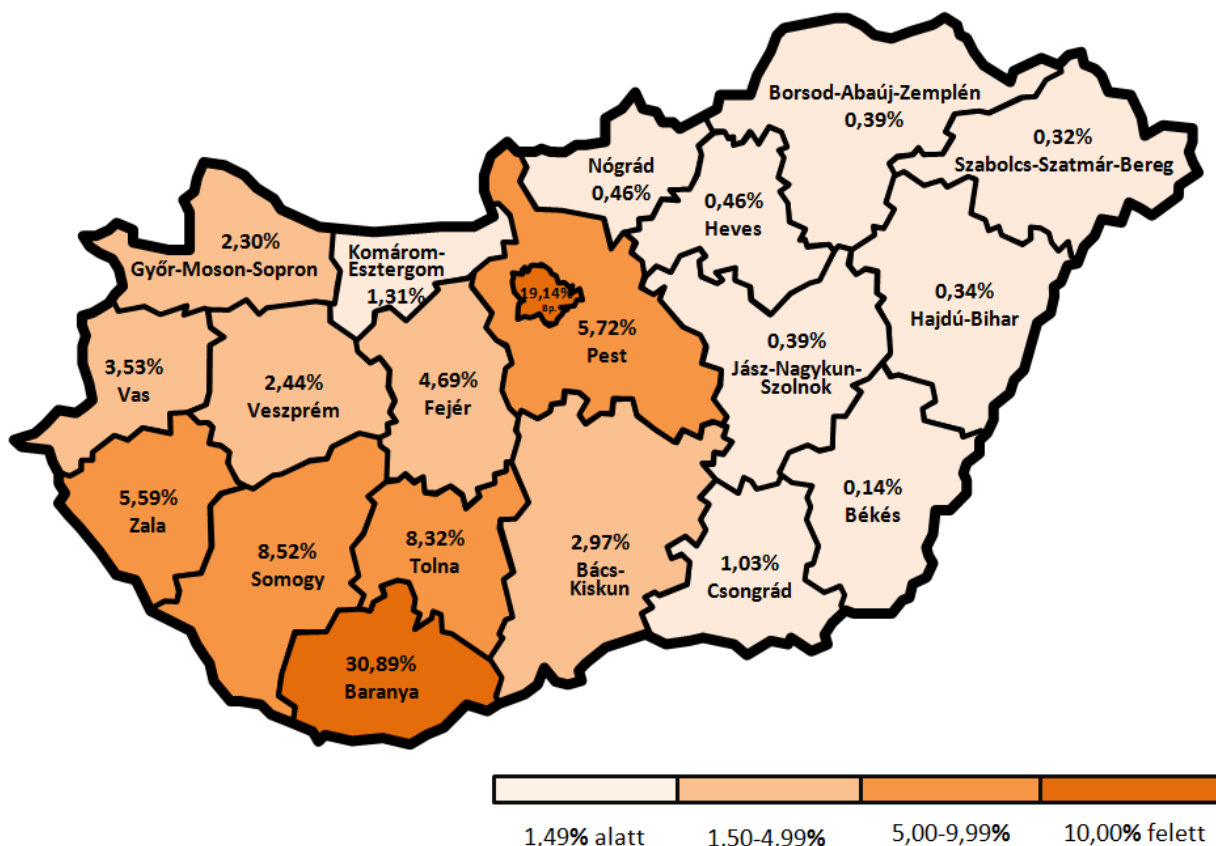 Borsod-Abaúj-Zemplén
0,39%
0,32%
Szabolcs-Szatmár-Bereg
Nógrád
0,46%
0,46%
Heves
2,30%
Győr-Moson-Sopron
Komárom-
Esztergom
1,31%
19,14%
Bp.
5,72%
Pest
0,34%
Hajdú-Bihar
0,39%
Jász-Nagykun-
Szolnok
3,53%
Vas
2,44%
Veszprém
4,69%
Fejér
5,59%
Zala
8,52%
Somogy
8,32%
Tolna
2,97%
Bács-
Kiskun
0,14%
Békés
1,03%
Csongrád
30,89%
Baranya
1,49% alatt
1,50-4,99%
5,00-9,99%
10,00% felett